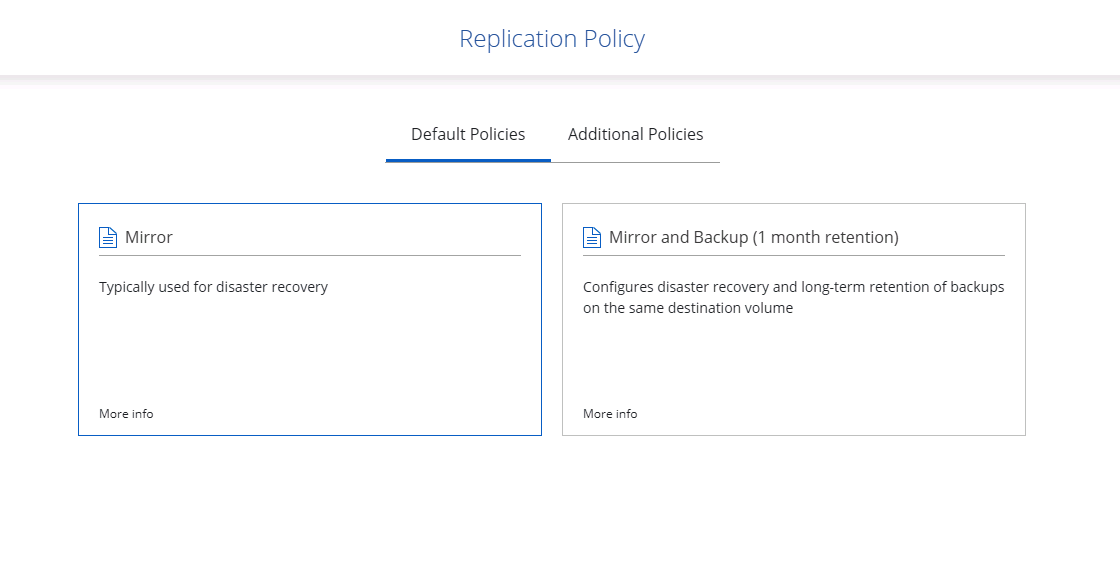 Replication Policy
Default Policies
Additional Policies
Mirror
Typically used for disaster recovery
More info
Mirror and Backup (1 month retention)
Configures disaster recovery and long-term retention of backups
on the same destination volume
More info